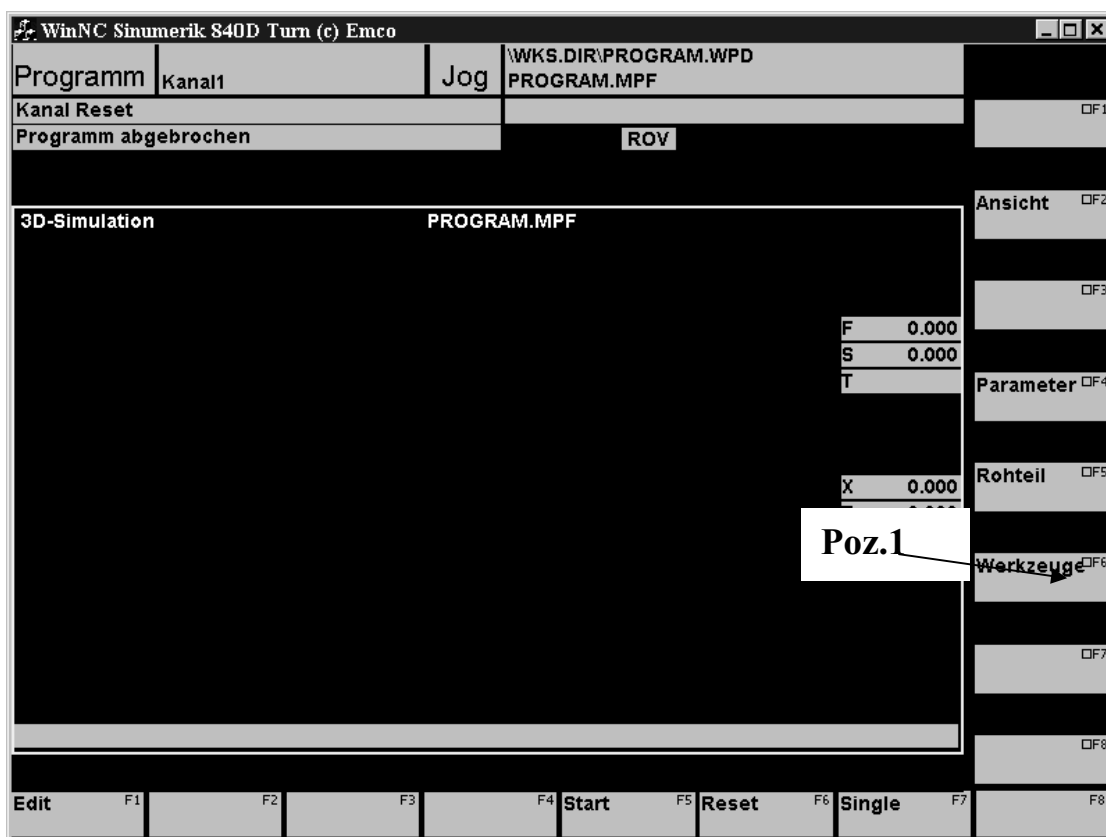 WinNC Sinumerik 840D Turn (c) Emco
Programm Kanal1 Jog \WKS.DIR\PROGRAM.WPD
PROGRAM.MPF
Kanal Reset
Programm abgebrochen ROV
□F1
Ansicht □F2
3D-Simulation PROGRAM.MPF
□F3
F 0.000
S 0.000
T
Parameter □F4
Rohteil □F5
X 0.000
Poz.1
Werkzeuge □F6
□F7
□F8
Edit F1 F2 F3 F4 Start F5 Reset F6 Single F7 F8